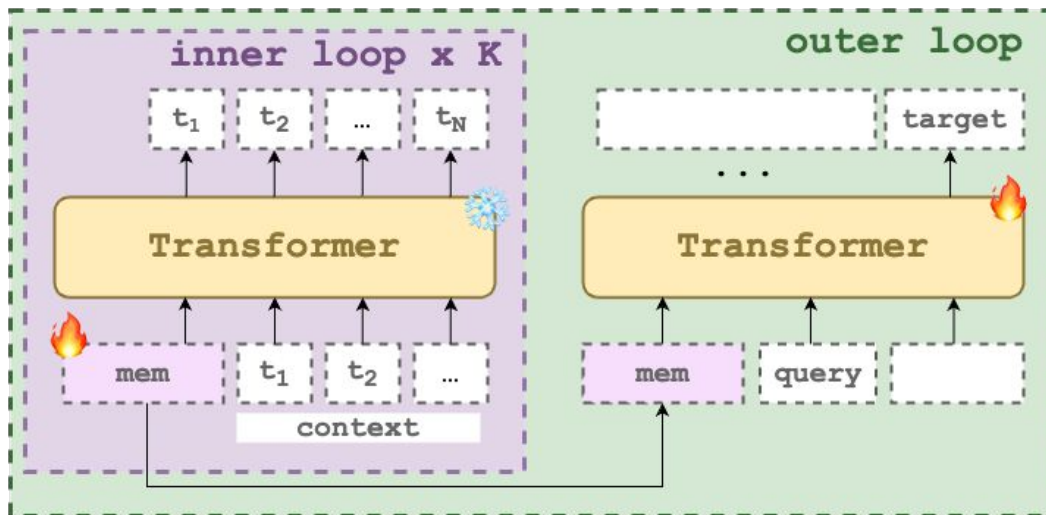 inner loop x K
t1 t2 … tN
Transformer
mem t1 t2 …
context
outer loop
target
...
Transformer
mem query